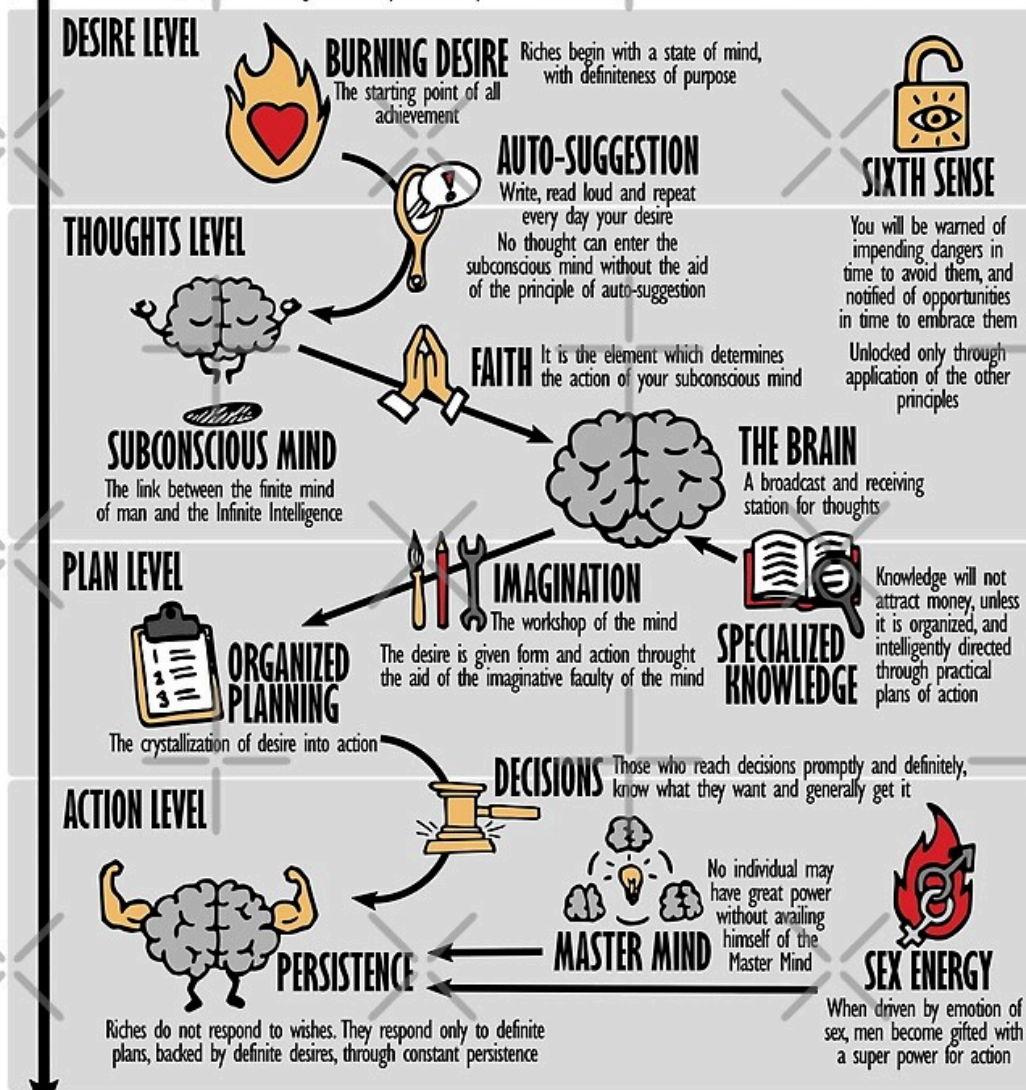 DESIRE LEVEL
BURNING DESIRE
The starting point of all
achievement
Riches begin with a state of mind,
with definiteness of purpose
AUTO-SUGGESTION
Write, read loud and repeat
every day your desire
No thought can enter the
subconscious mind without the aid
of the principle of auto-suggestion
SIXTH SENSE
You will be warned of
impending dangers in
time to avoid them, and
notified of opportunities
in time to embrace them
Unlocked only through
application of the other
principles
THOUGHTS LEVEL
SUBCONSCIOUS MIND
The link between the finite mind
of man and the Infinite Intelligence
FAITH
It is the element which determines
the action of your subconscious mind
THE BRAIN
A broadcast and receiving
station for thoughts
PLAN LEVEL
1
2
3
ORGANIZED
PLANNING
The crystallization of desire into action
IMAGINATION
The workshop of the mind
The desire is given form and action throught
the aid of the imaginative faculty of the mind
SPECIALIZED
KNOWLEDGE
Knowledge will not
attract money, unless
it is organized, and
intelligently directed
through practical
plans of action
DECISIONS
Those who reach decisions promptly and definitely,
know what they want and generally get it
ACTION LEVEL
PERSISTENCE
Riches do not respond to wishes. They respond only to definite
plans, backed by definite desires, through constant persistence
MASTER MIND
No individual may
have great power
without availing
himself of the
Master Mind
SEX ENERGY
When driven by emotion of
sex, men become gifted with
a super power for action